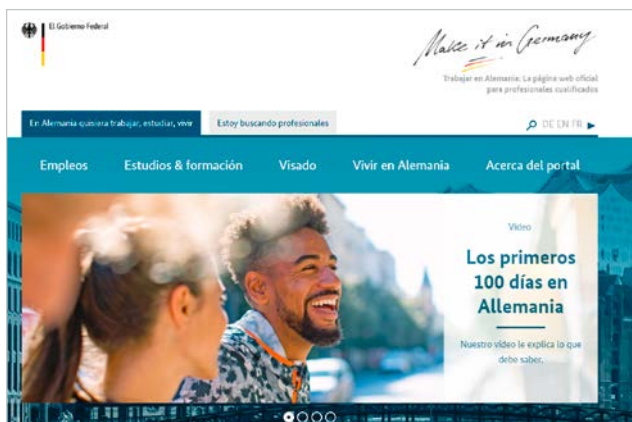 El Gobierno Federal
Make it in Germany
Trabajar en Alemania: La página web oficial
para profesionales cualificados
En Alemania quisiera trabajar, estudiar, vivir
Estoy buscando profesionales
DE EN FR
Empleos
Estudios & formación
Visado
Vivir en Alemania
Acerca del portal
Vídeo
Los primeros
100 días en
Allemania
Nuestro vídeo le explica lo que
debe saber.